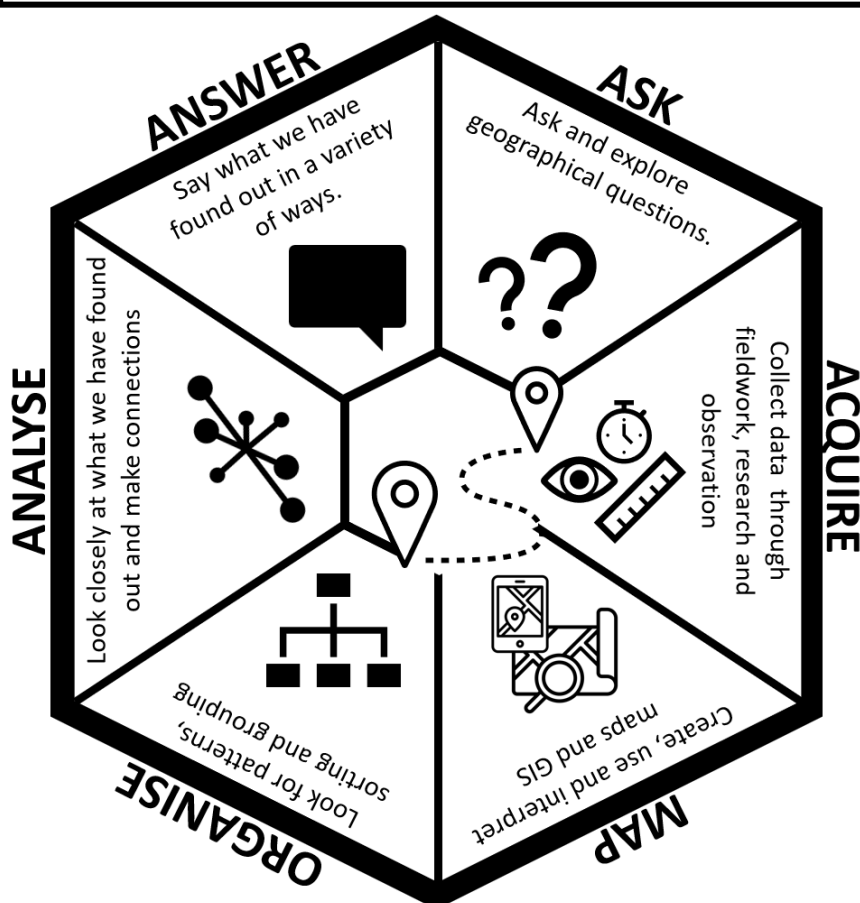 ASK
Ask and explore
geographical questions.
ACQUIRE
Collect data through
fieldwork, research and
observation
MAP
Create, use and interpret
maps and GIS
ORGANISE
Look for patterns,
sorting and grouping
ANALYSE
Look closely at what we have found
out and make connections
ANSWER
Say what we have
found out in a variety
of ways.